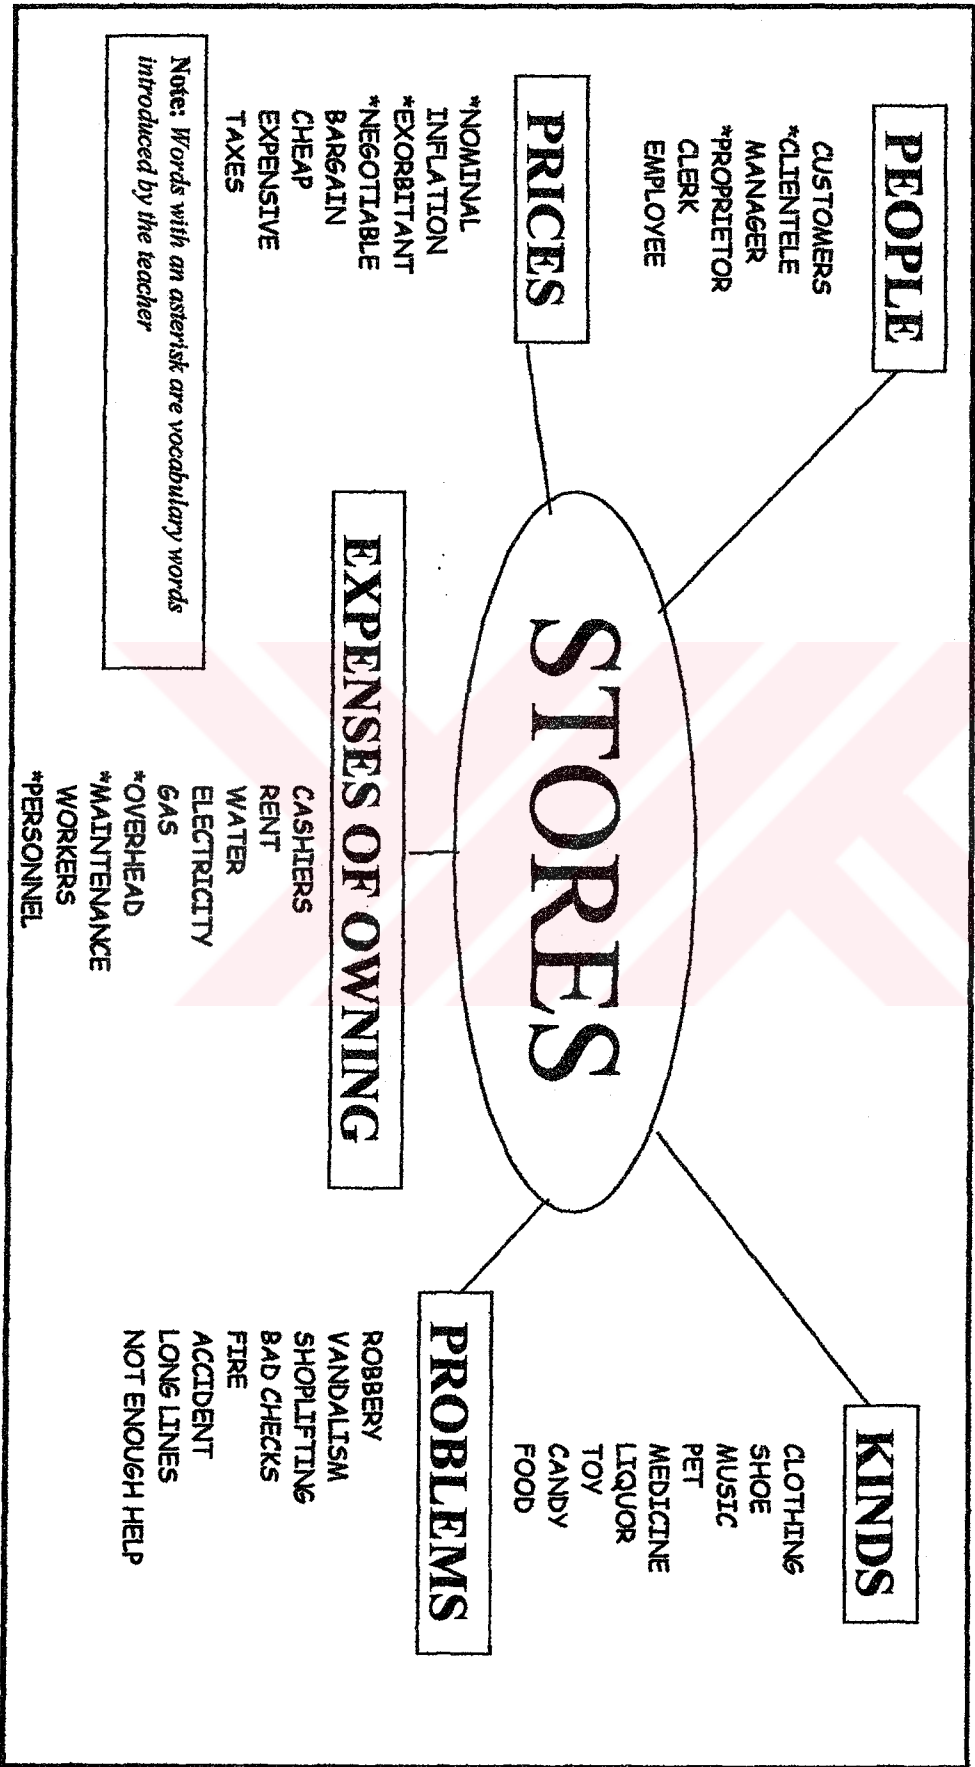 PEOPLE
CUSTOMERS
*CLIENTELE
MANAGER
*PROPRIETOR
CLERK
EMPLOYEE
KINDS
CLOTHING
SHOE
MUSIC
PET
MEDICINE
LIQUOR
TOY
CANDY
FOOD
STORES
PRICES
*NOMINAL
INFLATION
*EXORBITANT
*NEGOTIABLE
BARGAIN
CHEAP
EXPENSIVE
TAXES
EXPENSES OF OWNING
CASHIERS
RENT
WATER
ELECTRICITY
GAS
*OVERHEAD
*MAINTENANCE
WORKERS
*PERSONNEL
PROBLEMS
ROBBERY
VANDALISM
SHOPLIFTING
BAD CHECKS
FIRE
ACCIDENT
LONG LINES
NOT ENOUGH HELP
Note: Words with an asterisk are vocabulary words
introduced by the teacher